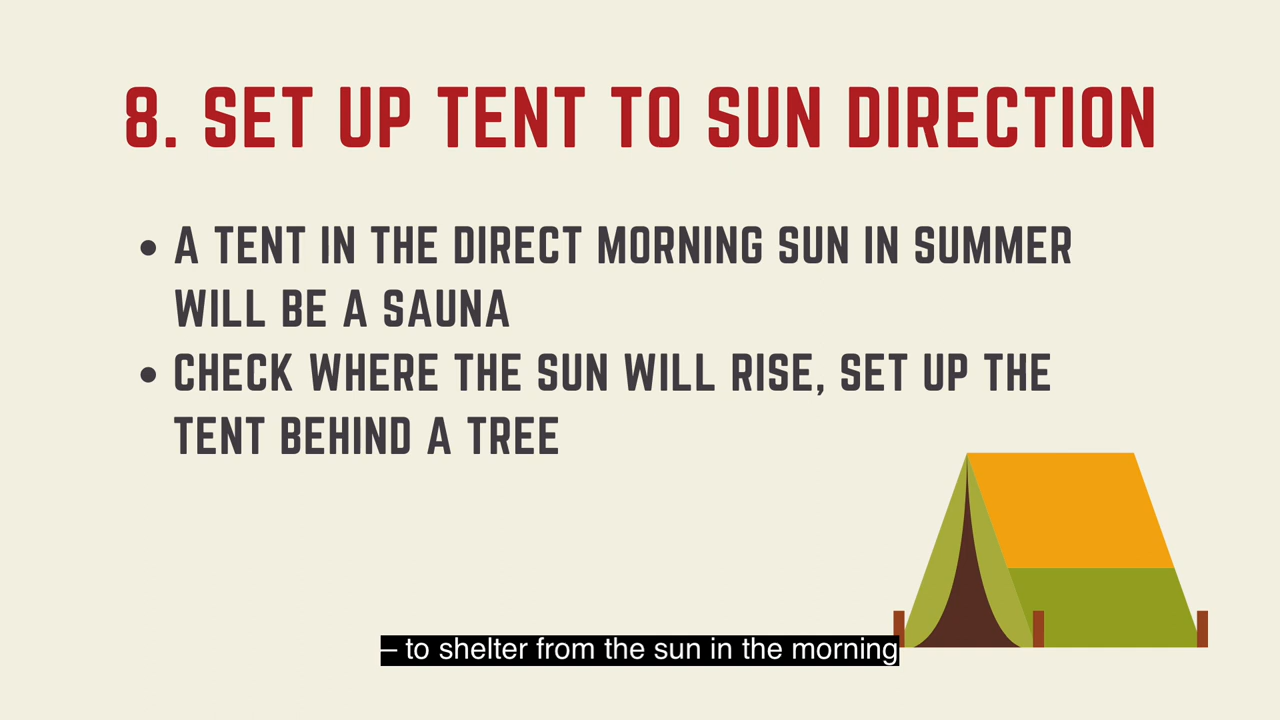 8. SET UP TENT TO SUN DIRECTION
• A TENT IN THE DIRECT MORNING SUN IN SUMMER
WILL BE A SAUNA
• CHECK WHERE THE SUN WILL RISE, SET UP THE
TENT BEHIND A TREE
– to shelter from the sun in the morning